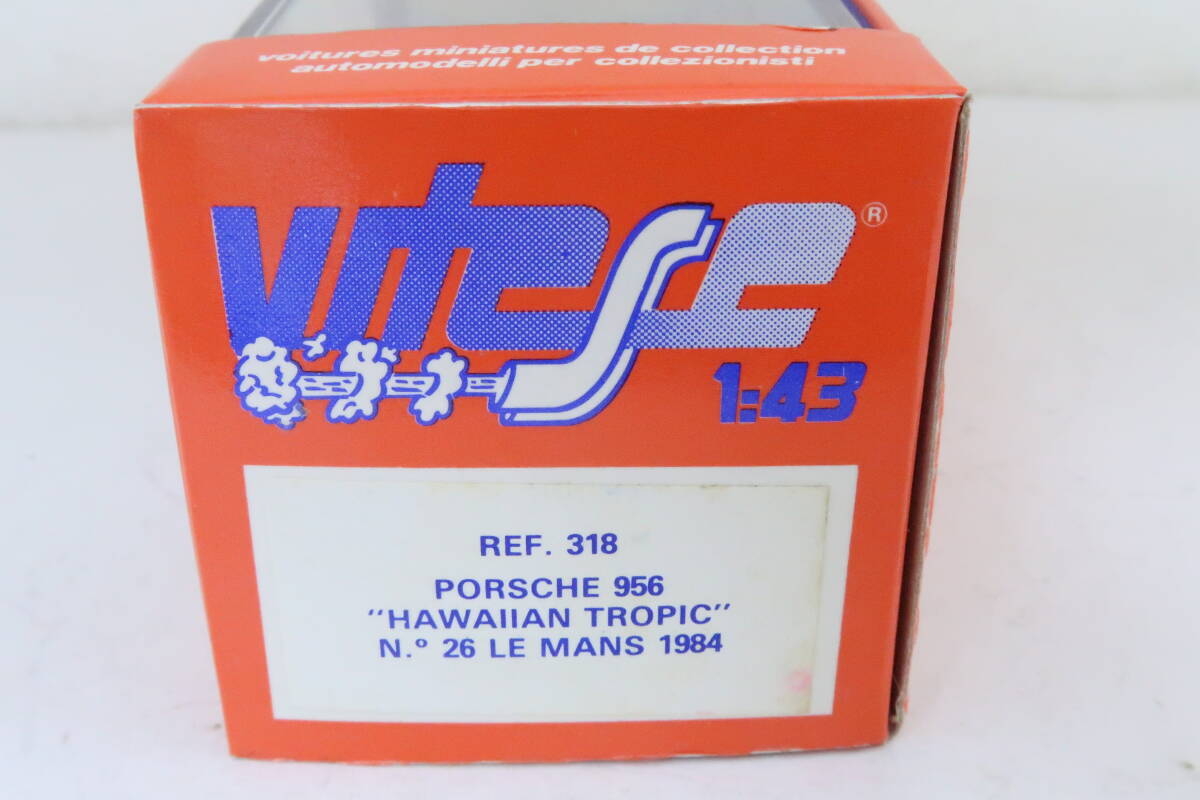 voitures miniatures de collection
automodelli per collezionisti
vitesse ®
1:43
REF. 318
PORSCHE 956
"HAWAIIAN TROPIC"
N.º 26 LE MANS 1984